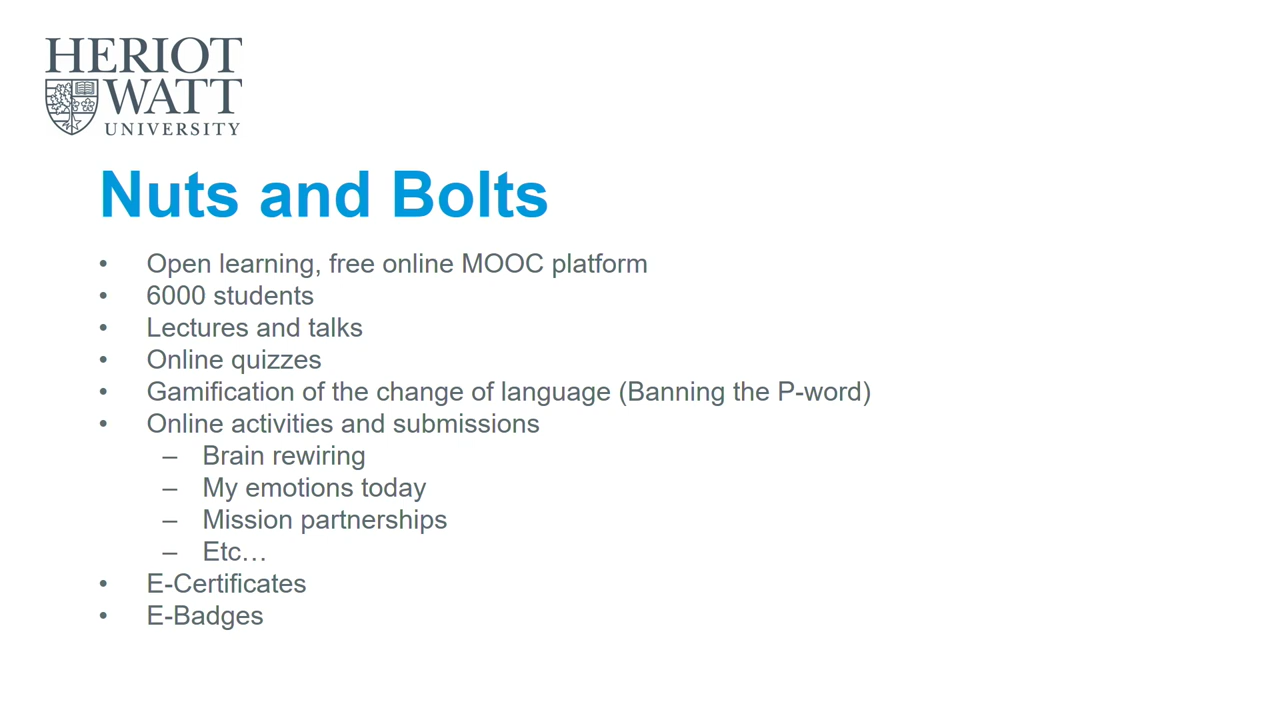 HERIOT
WATT
UNIVERSITY
Nuts and Bolts
• Open learning, free online MOOC platform
• 6000 students
• Lectures and talks
• Online quizzes
• Gamification of the change of language (Banning the P-word)
• Online activities and submissions
– Brain rewiring
– My emotions today
– Mission partnerships
– Etc…
• E-Certificates
• E-Badges